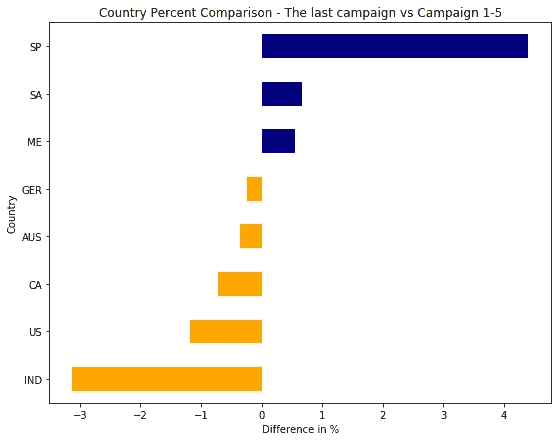 Country Percent Comparison - The last campaign vs Campaign 1-5
SP
SA
ME
GER
AUS
CA
US
IND
Country
−3 −2 −1 0 1 2 3 4
Difference in %